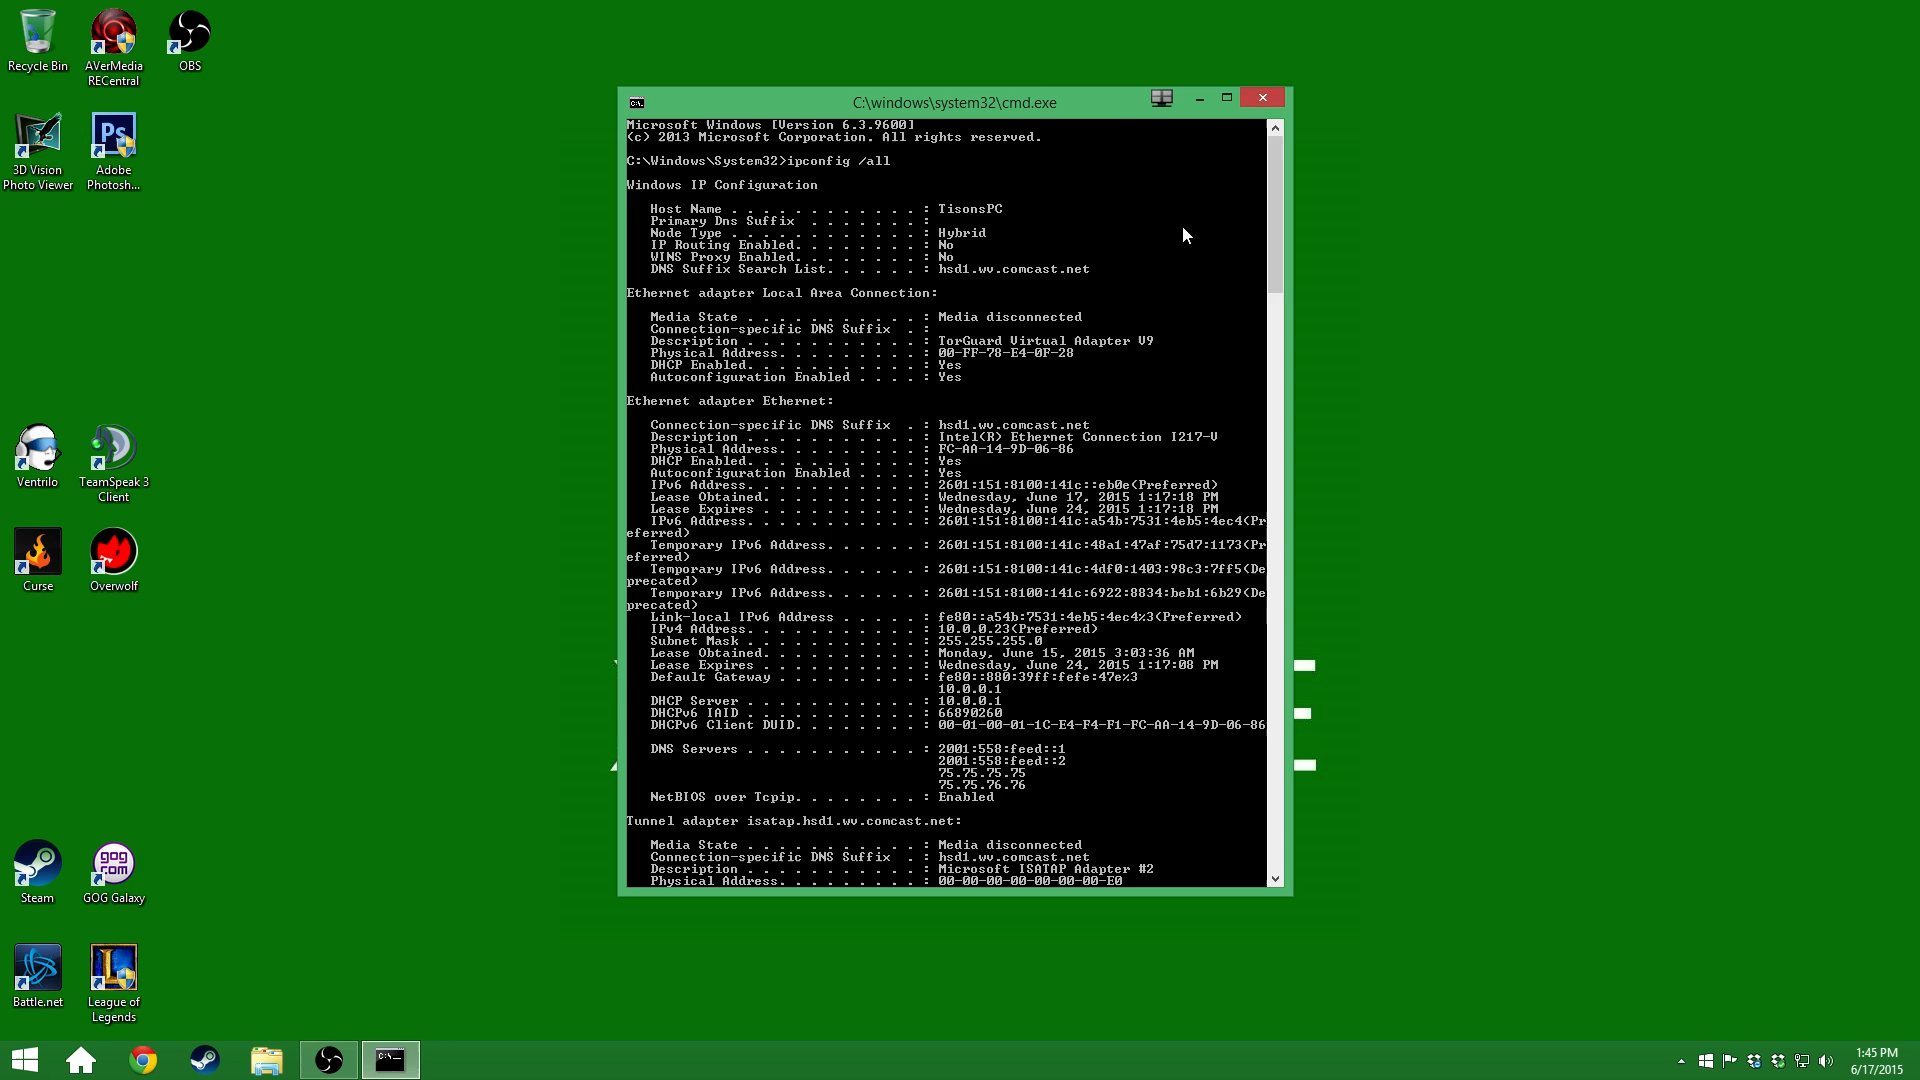 Recycle Bin
AVerMedia
RECentral
OBS
3D Vision
Photo Viewer
Ps
Adobe
Photosh...
Ventrilo
TeamSpeak 3
Client
Curse
Overwolf
Steam
gog
com
GOG Galaxy
Battle.net
League of
Legends
C:\windows\system32\cmd.exe
Microsoft Windows [Version 6.3.9600]
(c) 2013 Microsoft Corporation. All rights reserved.
C:\Windows\System32>ipconfig /all
Windows IP Configuration
Host Name . . . . . . . . . . . . : TisonsPC
Primary Dns Suffix  . . . . . . . :
Node Type . . . . . . . . . . . . : Hybrid
IP Routing Enabled. . . . . . . . : No
WINS Proxy Enabled. . . . . . . . : No
DNS Suffix Search List. . . . . . : hsd1.wv.comcast.net
Ethernet adapter Local Area Connection:
Media State . . . . . . . . . . . : Media disconnected
Connection-specific DNS Suffix  . :
Description . . . . . . . . . . . : TorGuard Virtual Adapter V9
Physical Address. . . . . . . . . : 00-FF-78-E4-0F-28
DHCP Enabled. . . . . . . . . . . : Yes
Autoconfiguration Enabled . . . . : Yes
Ethernet adapter Ethernet:
Connection-specific DNS Suffix  . : hsd1.wv.comcast.net
Description . . . . . . . . . . . : Intel(R) Ethernet Connection I217-V
Physical Address. . . . . . . . . : FC-AA-14-9D-06-86
DHCP Enabled. . . . . . . . . . . : Yes
Autoconfiguration Enabled . . . . : Yes
IPv6 Address. . . . . . . . . . . : 2601:151:8100:141c::eb0e(Preferred)
Lease Obtained. . . . . . . . . . : Wednesday, June 17, 2015 1:17:18 PM
Lease Expires . . . . . . . . . . : Wednesday, June 24, 2015 1:17:18 PM
IPv6 Address. . . . . . . . . . . : 2601:151:8100:141c:a54b:7531:4eb5:4ec4(Pr
eferred)
Temporary IPv6 Address. . . . . . : 2601:151:8100:141c:48a1:47af:75d7:1173(Pr
eferred)
Temporary IPv6 Address. . . . . . : 2601:151:8100:141c:4df0:1403:98c3:7ff5(De
precated)
Temporary IPv6 Address. . . . . . : 2601:151:8100:141c:6922:8834:beb1:6b29(De
precated)
Link-local IPv6 Address . . . . . : fe80::a54b:7531:4eb5:4ec4%3(Preferred)
IPv4 Address. . . . . . . . . . . : 10.0.0.23(Preferred)
Subnet Mask . . . . . . . . . . . : 255.255.255.0
Lease Obtained. . . . . . . . . . : Monday, June 15, 2015 3:03:36 AM
Lease Expires . . . . . . . . . . : Wednesday, June 24, 2015 1:17:08 PM
Default Gateway . . . . . . . . . : fe80::880:39ff:fefe:47e%3
10.0.0.1
DHCP Server . . . . . . . . . . . : 10.0.0.1
DHCPv6 IAID . . . . . . . . . . . : 66890260
DHCPv6 Client DUID. . . . . . . . : 00-01-00-01-1C-E4-F4-F1-FC-AA-14-9D-06-86
DNS Servers . . . . . . . . . . . : 2001:558:feed::1
2001:558:feed::2
75.75.75.75
75.75.76.76
NetBIOS over Tcpip. . . . . . . . : Enabled
Tunnel adapter isatap.hsd1.wv.comcast.net:
Media State . . . . . . . . . . . : Media disconnected
Connection-specific DNS Suffix  . : hsd1.wv.comcast.net
Description . . . . . . . . . . . : Microsoft ISATAP Adapter #2
Physical Address. . . . . . . . . : 00-00-00-00-00-00-00-E0
1:45 PM
6/17/2015